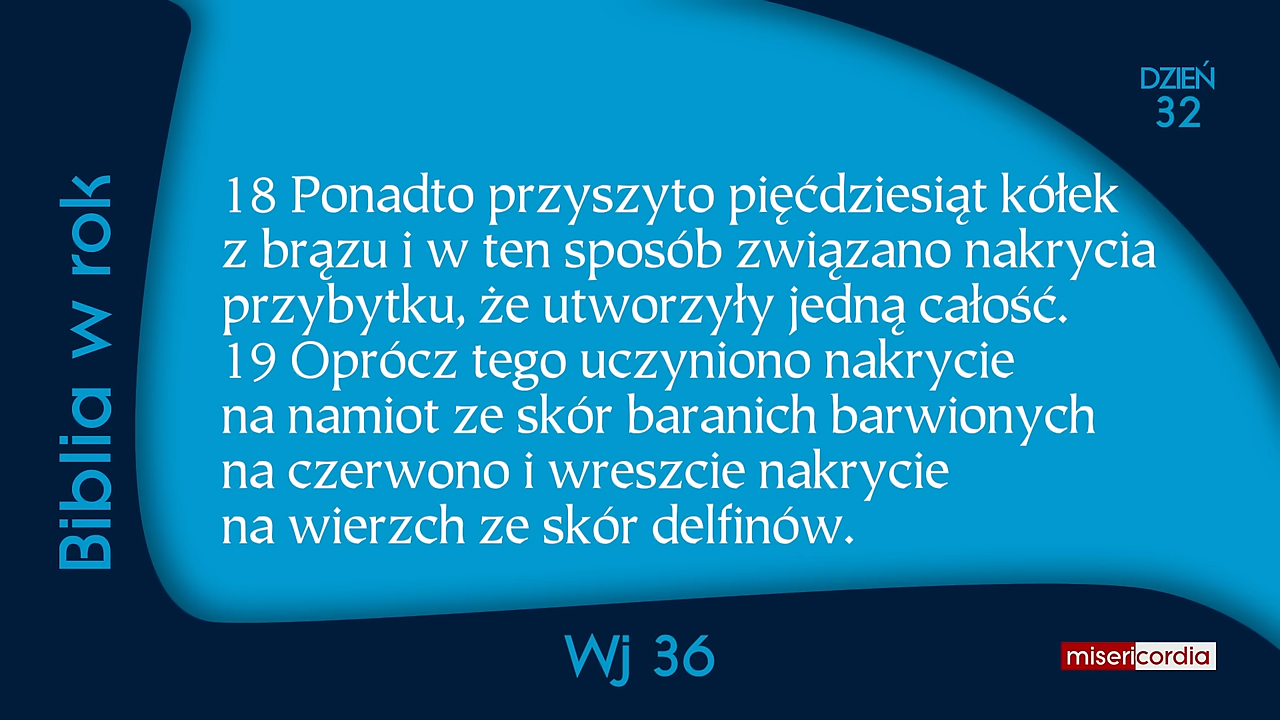 DZIEŃ
32
Biblia w rok
18 Ponadto przyszyto pięćdziesiąt kółek
z brązu i w ten sposób związano nakrycia
przybytku, że utworzyły jedną całość.
19 Oprócz tego uczyniono nakrycie
na namiot ze skór baranich barwionych
na czerwono i wreszcie nakrycie
na wierzch ze skór delfinów.
Wj 36
misericordia